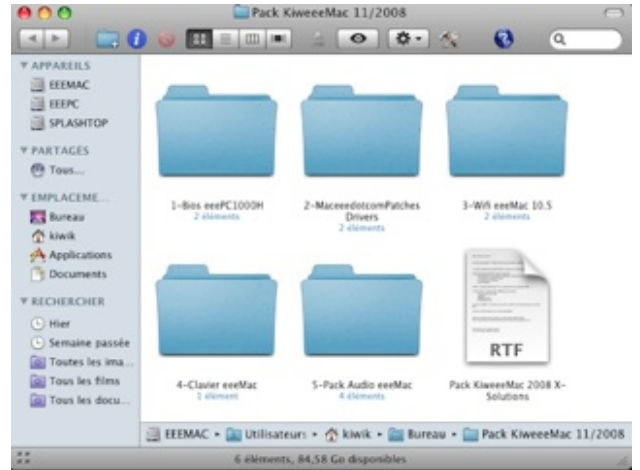 Pack KiweeeMac 11/2008
APPAREILS
EEEMAC
EEEPC
SPLASHTOP
PARTAGÉS
Tous...
EMPLACEME...
Bureau
kiwik
Applications
Documents
RECHERCHER
Hier
Semaine passée
Toutes les ima...
Tous les films
Tous les docu...
1-Bios eeePC1000H
2 éléments
2-MaceeedotcomPatches
Drivers
2 éléments
3-Wifi eeeMac 10.5
2 éléments
4-Clavier eeeMac
1 élément
5-Pack Audio eeeMac
4 éléments
RTF
Pack KiweeeMac 2008 X-
Solutions
EEEMAC ▸ Utilisateurs ▸ kiwik ▸ Bureau ▸ Pack KiweeeMac 11/2008
6 éléments, 84,58 Go disponibles